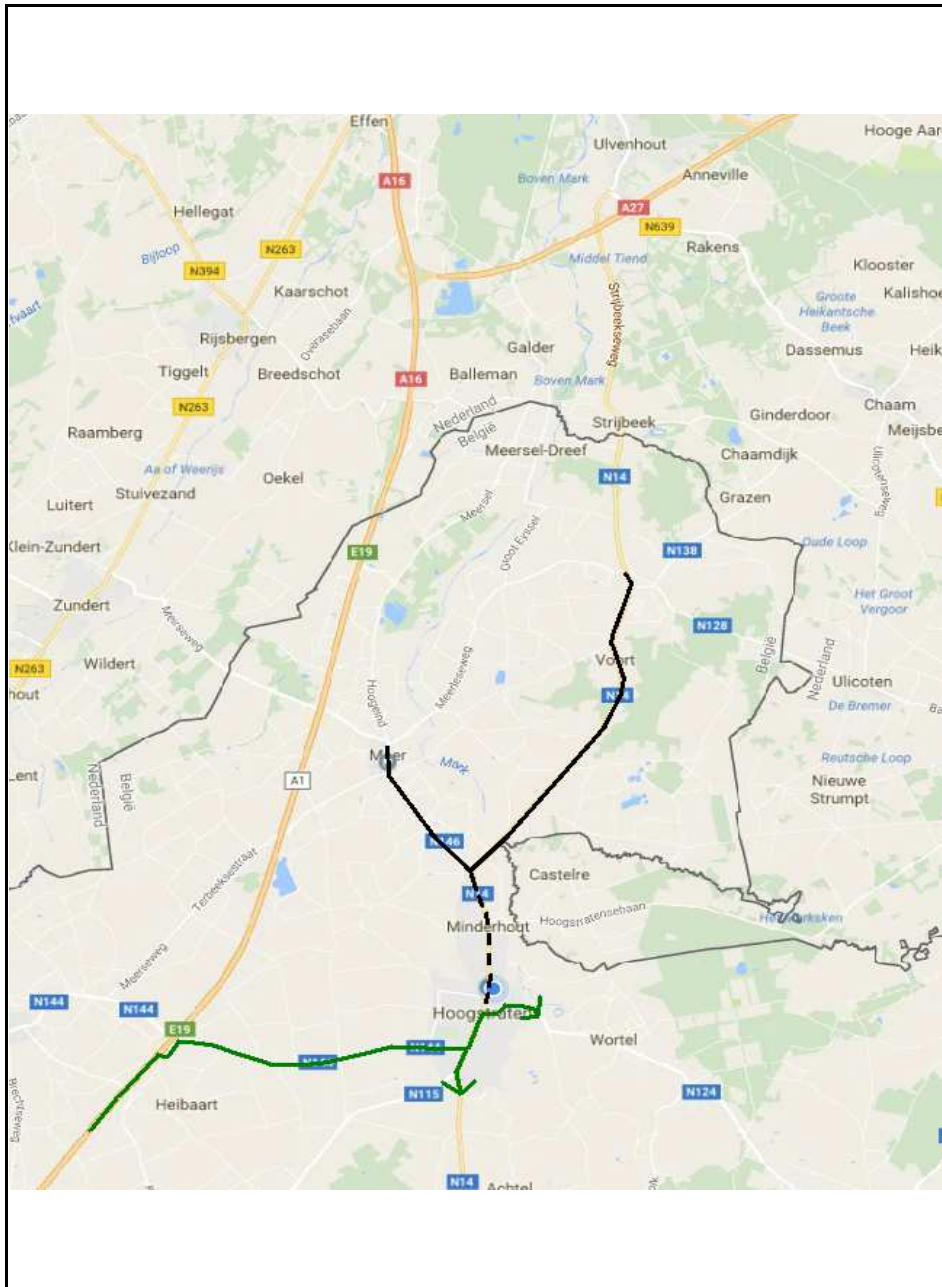 Effen
Ulvenhout
Hooge Aar
A16
Boven Mark
Anneville
A27
Hellegat
N639
Bijloop
N263
Rakens
N394
Middel Tiend
Klooster
Kaarschot
Strijbeekseweg
Groote
Heikantsche
Beek
Kalishoe
Overasebaan
Rijsbergen
Galder
Dassemus
Heik
Tiggelt
Breedschot
A16
Balleman
Boven Mark
N263
Nederland
België
Strijbeek
Ginderdoor
Chaam
Raamberg
Meersel-Dreef
Chaamdijk
Meijsbe
Aa of Weerijs
Oekel
N14
Ulicotenseweg
Luitert
Stuivezand
Meersel
Grazen
Groot Eyssel
Klein-Zundert
E19
N138
Oude Loop
Zundert
Meirseweg
Het Groot
Vergoor
N128
Wildert
N263
hout
Meerleseweg
Voort
België
Nederland
Ulicoten
Hoogeind
De Bremer
Meer
Mark
Reutsche Loop
Lent
Nederland
België
A1
Nieuwe
Strumpt
N146
Terbeeksestraat
Castelre
N14
Hoogstratensebaan
Minderhout
Meerseweg
N144
N144
Hoogstraten
E19
Wortel
N144
N115
N124
Heibaart
N14
Achtel